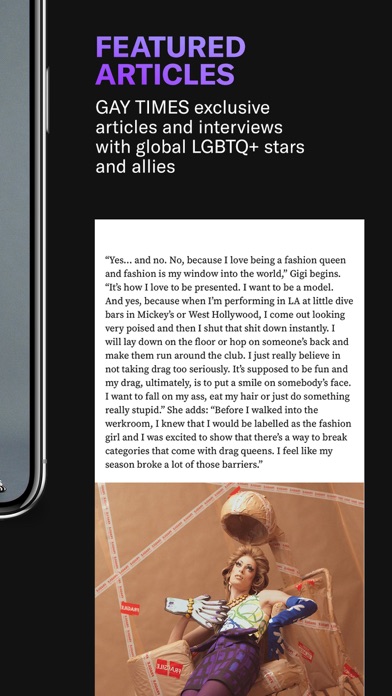 FEATURED
ARTICLES
GAY TIMES exclusive
articles and interviews
with global LGBTQ+ stars
and allies
“Yes… and no. No, because I love being a fashion queen
and fashion is my window into the world,” Gigi begins.
“It’s how I love to be presented. I want to be a model.
And yes, because when I’m performing in LA at little dive
bars in Mickey’s or West Hollywood, I come out looking
very poised and then I shut that shit down instantly. I
will lay down on the floor or hop on someone’s back and
make them run around the club. I just really believe in
not taking drag too seriously. It’s supposed to be fun and
my drag, ultimately, is to put a smile on somebody’s face.
I want to fall on my ass, eat my hair or just do something
really stupid.” She adds: “Before I walked into the
werkroom, I knew that I would be labelled as the fashion
girl and I was excited to show that there’s a way to break
categories that come with drag queens. I feel like my
season broke a lot of those barriers.”
FRAGILE
FRAGILE